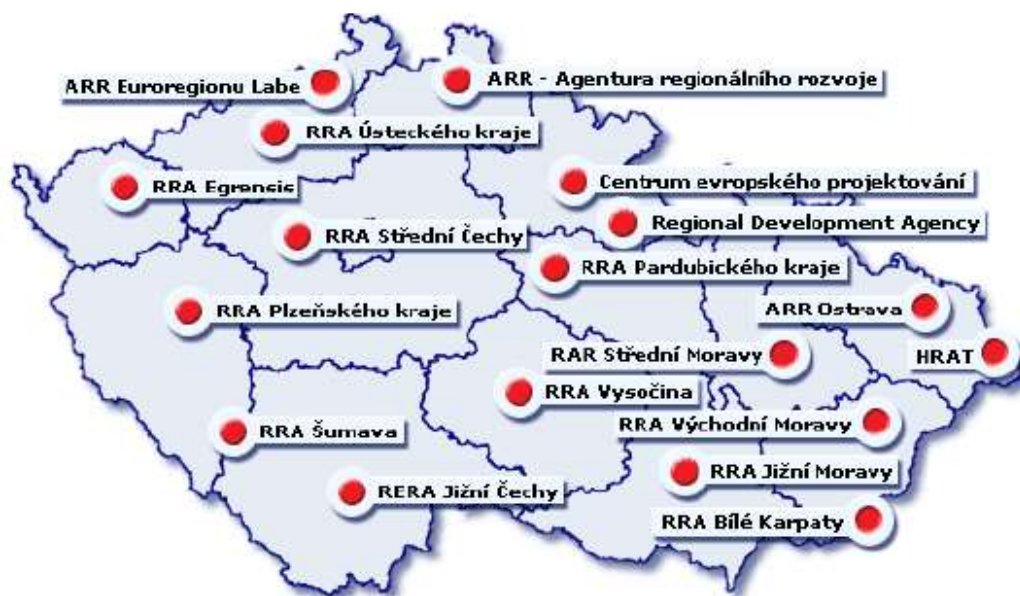 ARR Euroregionu Labe
ARR - Agentura regionálního rozvoje
RRA Ústeckého kraje
RRA Egrensis
Centrum evropského projektování
Regional Development Agency
RRA Střední Čechy
RRA Pardubického kraje
RRA Plzeňského kraje
ARR Ostrava
RAR Střední Moravy
HRAT
RRA Vysočina
RRA Východní Moravy
RRA Šumava
RRA Jižní Moravy
RERA Jižní Čechy
RRA Bílé Karpaty